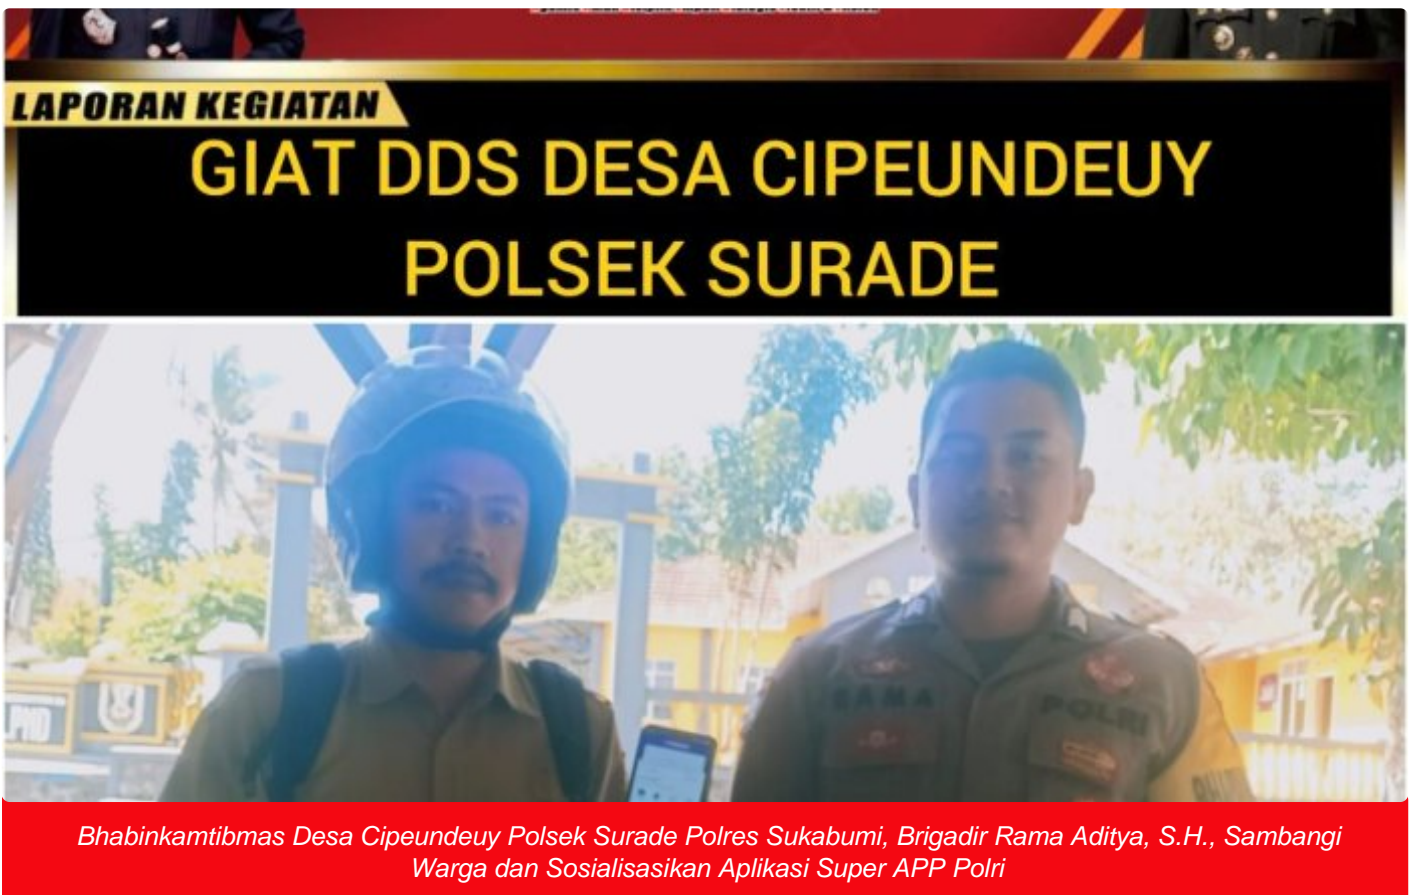 LAPORAN KEGIATAN
GIAT DDS DESA CIPEUNDEUY
POLSEK SURADE
RAMA
POLRI
Bhabinkamtibmas Desa Cipeundeuy Polsek Surade Polres Sukabumi, Brigadir Rama Aditya, S.H., Sambangi
Warga dan Sosialisasikan Aplikasi Super APP Polri